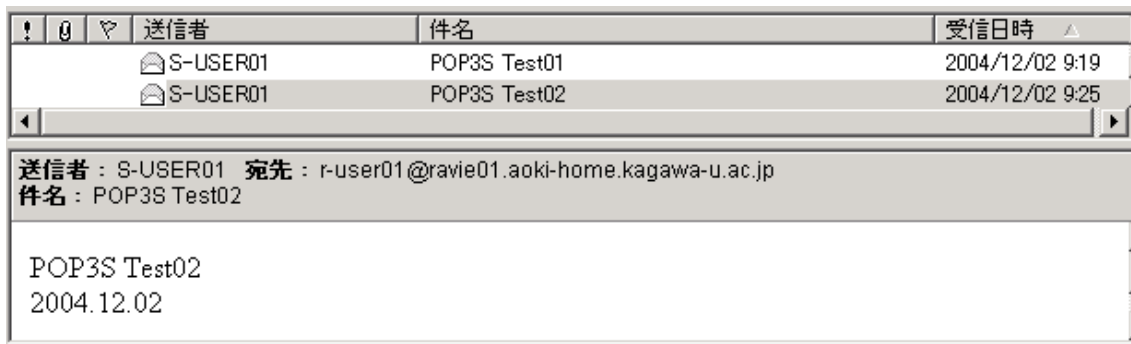 送信者 件名 受信日時
S-USER01 POP3S Test01 2004/12/02 9:19
S-USER01 POP3S Test02 2004/12/02 9:25
送信者 : S-USER01 宛先 : r-user01@ravie01.aoki-home.kagawa-u.ac.jp
件名 : POP3S Test02
POP3S Test02
2004.12.02